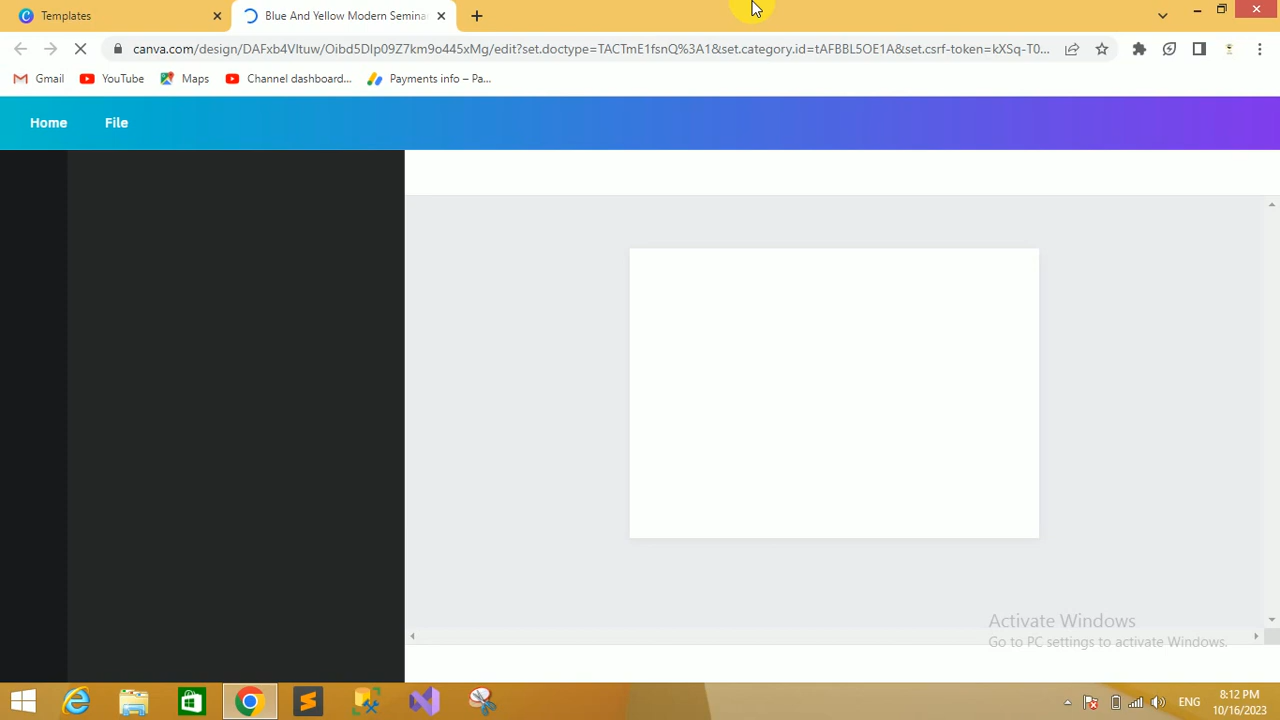 Templates
Blue And Yellow Modern Semina
canva.com/design/DAFxb4VItuw/Oibd5Dlp09Z7km9o445xMg/edit?set.doctype=TACTmE1fsnQ%3A1&set.category.id=tAFBBL5OE1A&set.csrf-token=kXSq-T0...
Gmail
YouTube
Maps
Channel dashboard...
Payments info – Pa...
Home
File
Activate Windows
Go to PC settings to activate Windows.
ENG
8:12 PM
10/16/2023